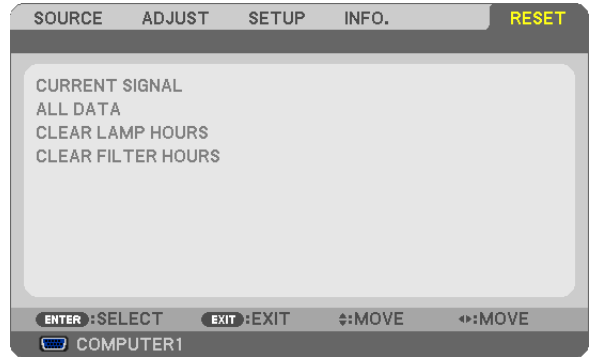 SOURCE ADJUST SETUP INFO. RESET
CURRENT SIGNAL
ALL DATA
CLEAR LAMP HOURS
CLEAR FILTER HOURS
ENTER :SELECT EXIT :EXIT :MOVE :MOVE
COMPUTER1